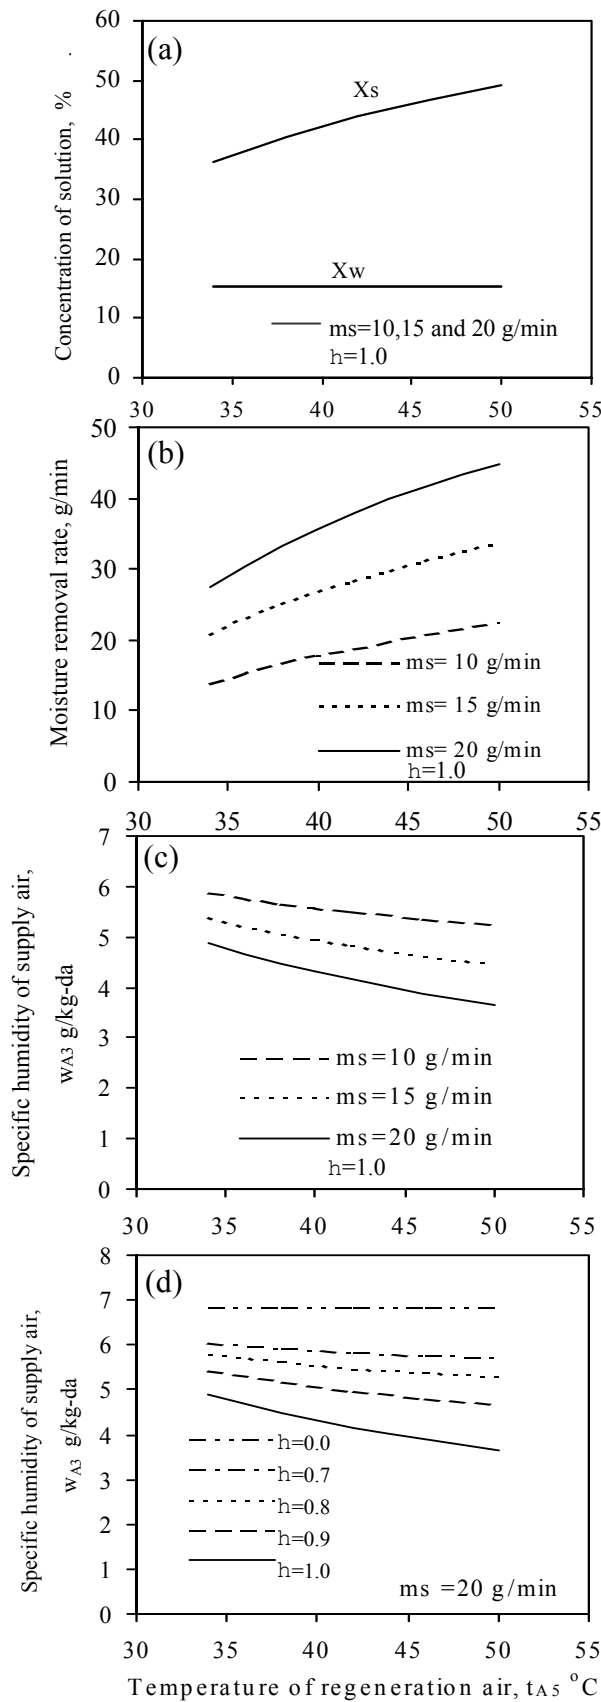 60
(a)
50
Xs
40
30
20
Xw
10
ms=10,15 and 20 g/min
h=1.0
0
30 35 40 45 50 55
Concentration of solution, % .
50
(b)
40
30
20
ms= 10 g/min
ms= 15 g/min
10
ms= 20 g/min
h=1.0
0
30 35 40 45 50 55
Moisture removal rate, g/min
7
(c)
6
5
4
3
ms=10 g/min
2
ms=15 g/min
1
ms=20 g/min
h=1.0
0
30 35 40 45 50 55
Specific humidity of supply air,
wA3 g/kg-da
8
(d)
7
6
5
4
h=0.0
3
h=0.7
h=0.8
2
h=0.9
1
h=1.0
ms =20 g/min
0
30 35 40 45 50 55
Specific humidity of supply air,
wA3 g/kg-da
Temperature of regeneration air, tA5 °C